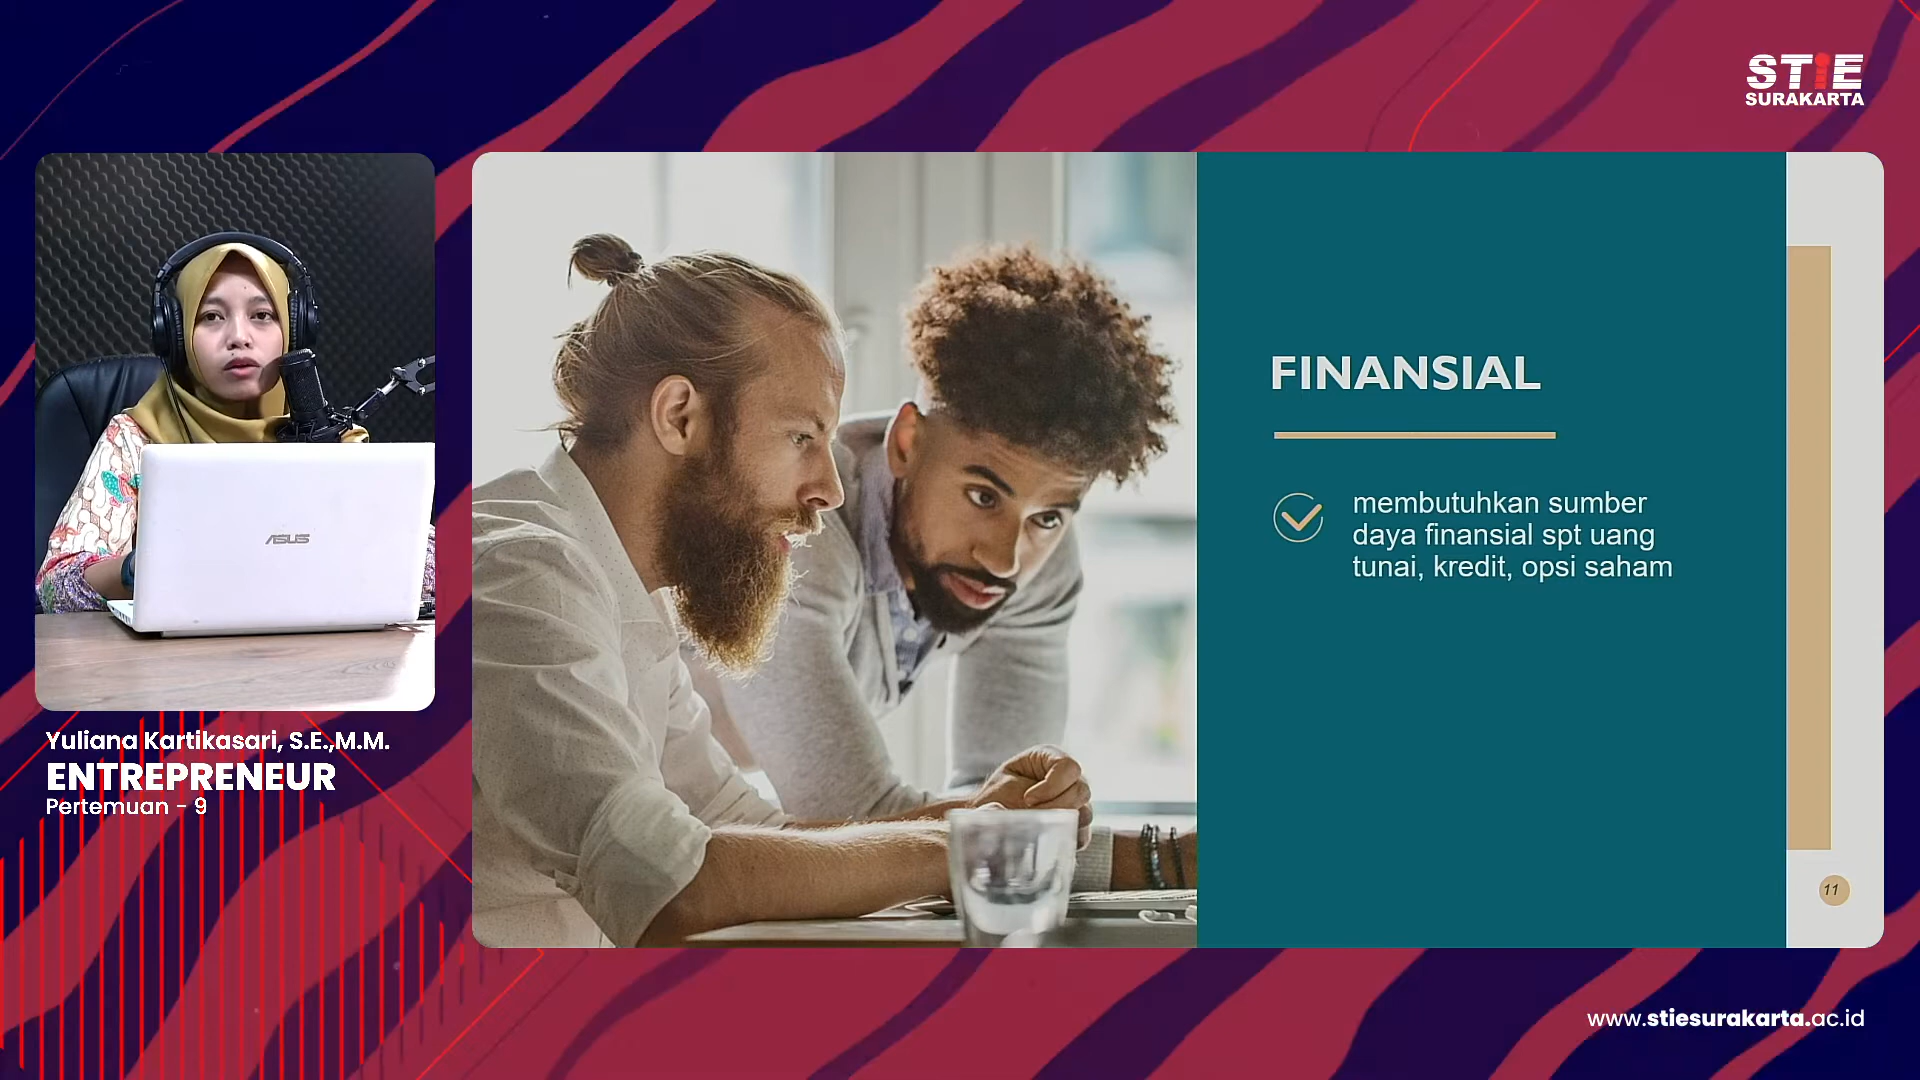 STIE
SURAKARTA
ASUS
Yuliana Kartikasari, S.E.,M.M.
ENTREPRENEUR
Pertemuan - 9
FINANSIAL
membutuhkan sumber
daya finansial spt uang
tunai, kredit, opsi saham
11
www.stiesurakarta.ac.id